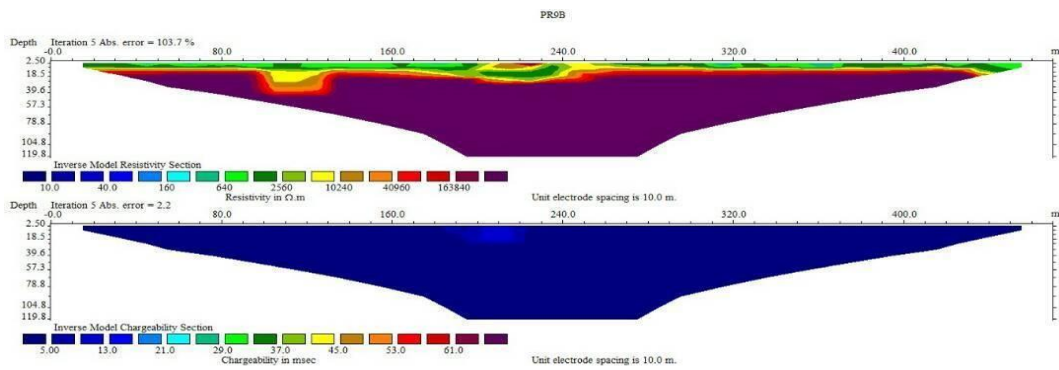 PR9B
Depth Iteration 5 Abs. error = 103.7 %
-0.0 80.0 160.0 240.0 320.0 400.0 m
2.50
18.5
39.6
57.3
78.8
104.8
119.8
Inverse Model Resistivity Section
10.0 40.0 160 640 2560 10240 40960 163840
Resistivity in Ω.m Unit electrode spacing is 10.0 m.
Depth Iteration 5 Abs. error = 2.2
-0.0 80.0 160.0 240.0 320.0 400.0 m
2.50
18.5
39.6
57.3
78.8
104.8
119.8
Inverse Model Chargeability Section
5.00 13.0 21.0 29.0 37.0 45.0 53.0 61.0
Chargeability in msec Unit electrode spacing is 10.0 m.